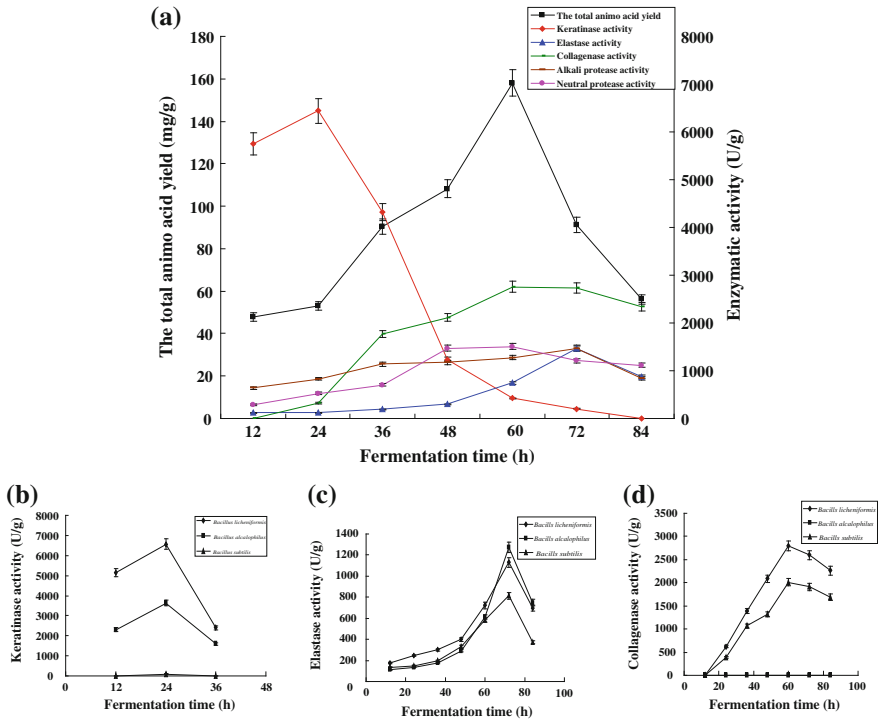 (a)
The total animo acid yield
Keratinase activity
Elastase activity
Collagenase activity
Alkali protease activity
Neutral protease activity
The total animo acid yield (mg/g)
180
160
140
120
100
80
60
40
20
0
8000
7000
6000
5000
4000
3000
2000
1000
0
Enzymatic activity (U/g)
12 24 36 48 60 72 84
Fermentation time (h)
(b)
Keratinase activity (U/g)
8000
7000
6000
5000
4000
3000
2000
1000
0
Bacillus licheniformis
Bacillus alcalophilus
Bacillus subtilis
0 12 24 36 48
Fermentation time (h)
(c)
Elastase activity (U/g)
1400
1200
1000
800
600
400
200
0
Bacills licheniformis
Bacills alcalophilus
Bacills subtilis
0 20 40 60 80 100
Fermentation time (h)
(d)
Collagenase activity (U/g)
3500
3000
2500
2000
1500
1000
500
0
Bacills licheniformis
Bacills alcalophilus
Bacills subtilis
0 20 40 60 80 100
Fermentation time (h)